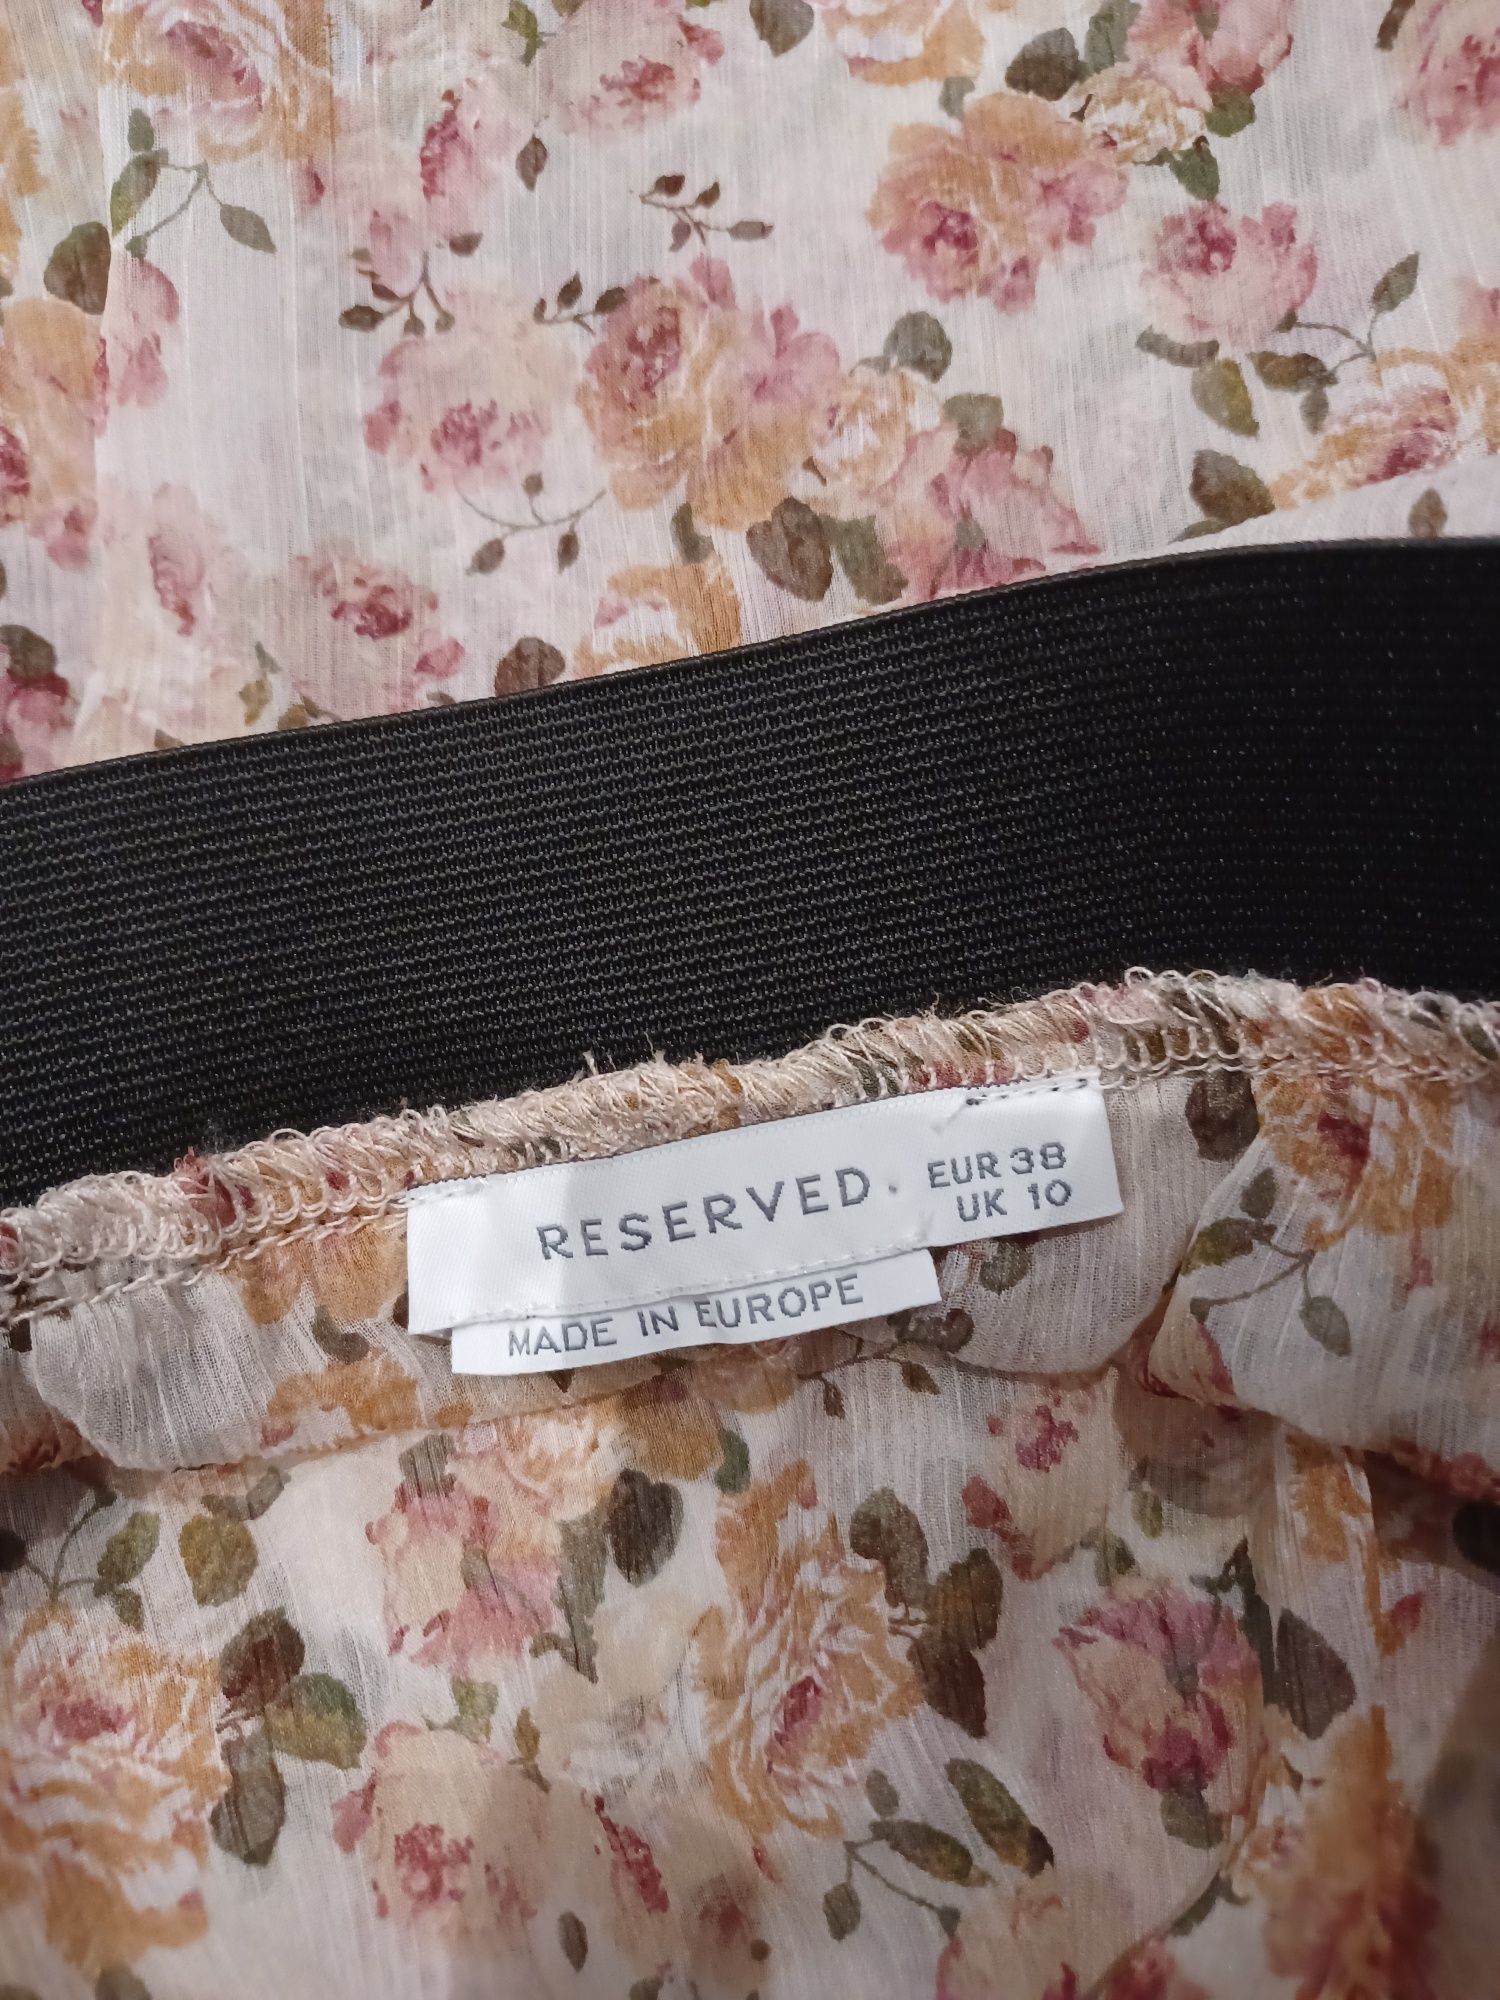 RESERVED
EUR 38
UK 10
MADE IN EUROPE